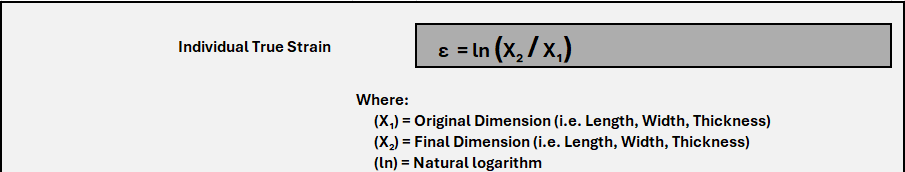 Individual True Strain
ε = ln (X₂ / X₁)
Where:
(X₁) = Original Dimension (i.e. Length, Width, Thickness)
(X₂) = Final Dimension (i.e. Length, Width, Thickness)
(ln) = Natural logarithm